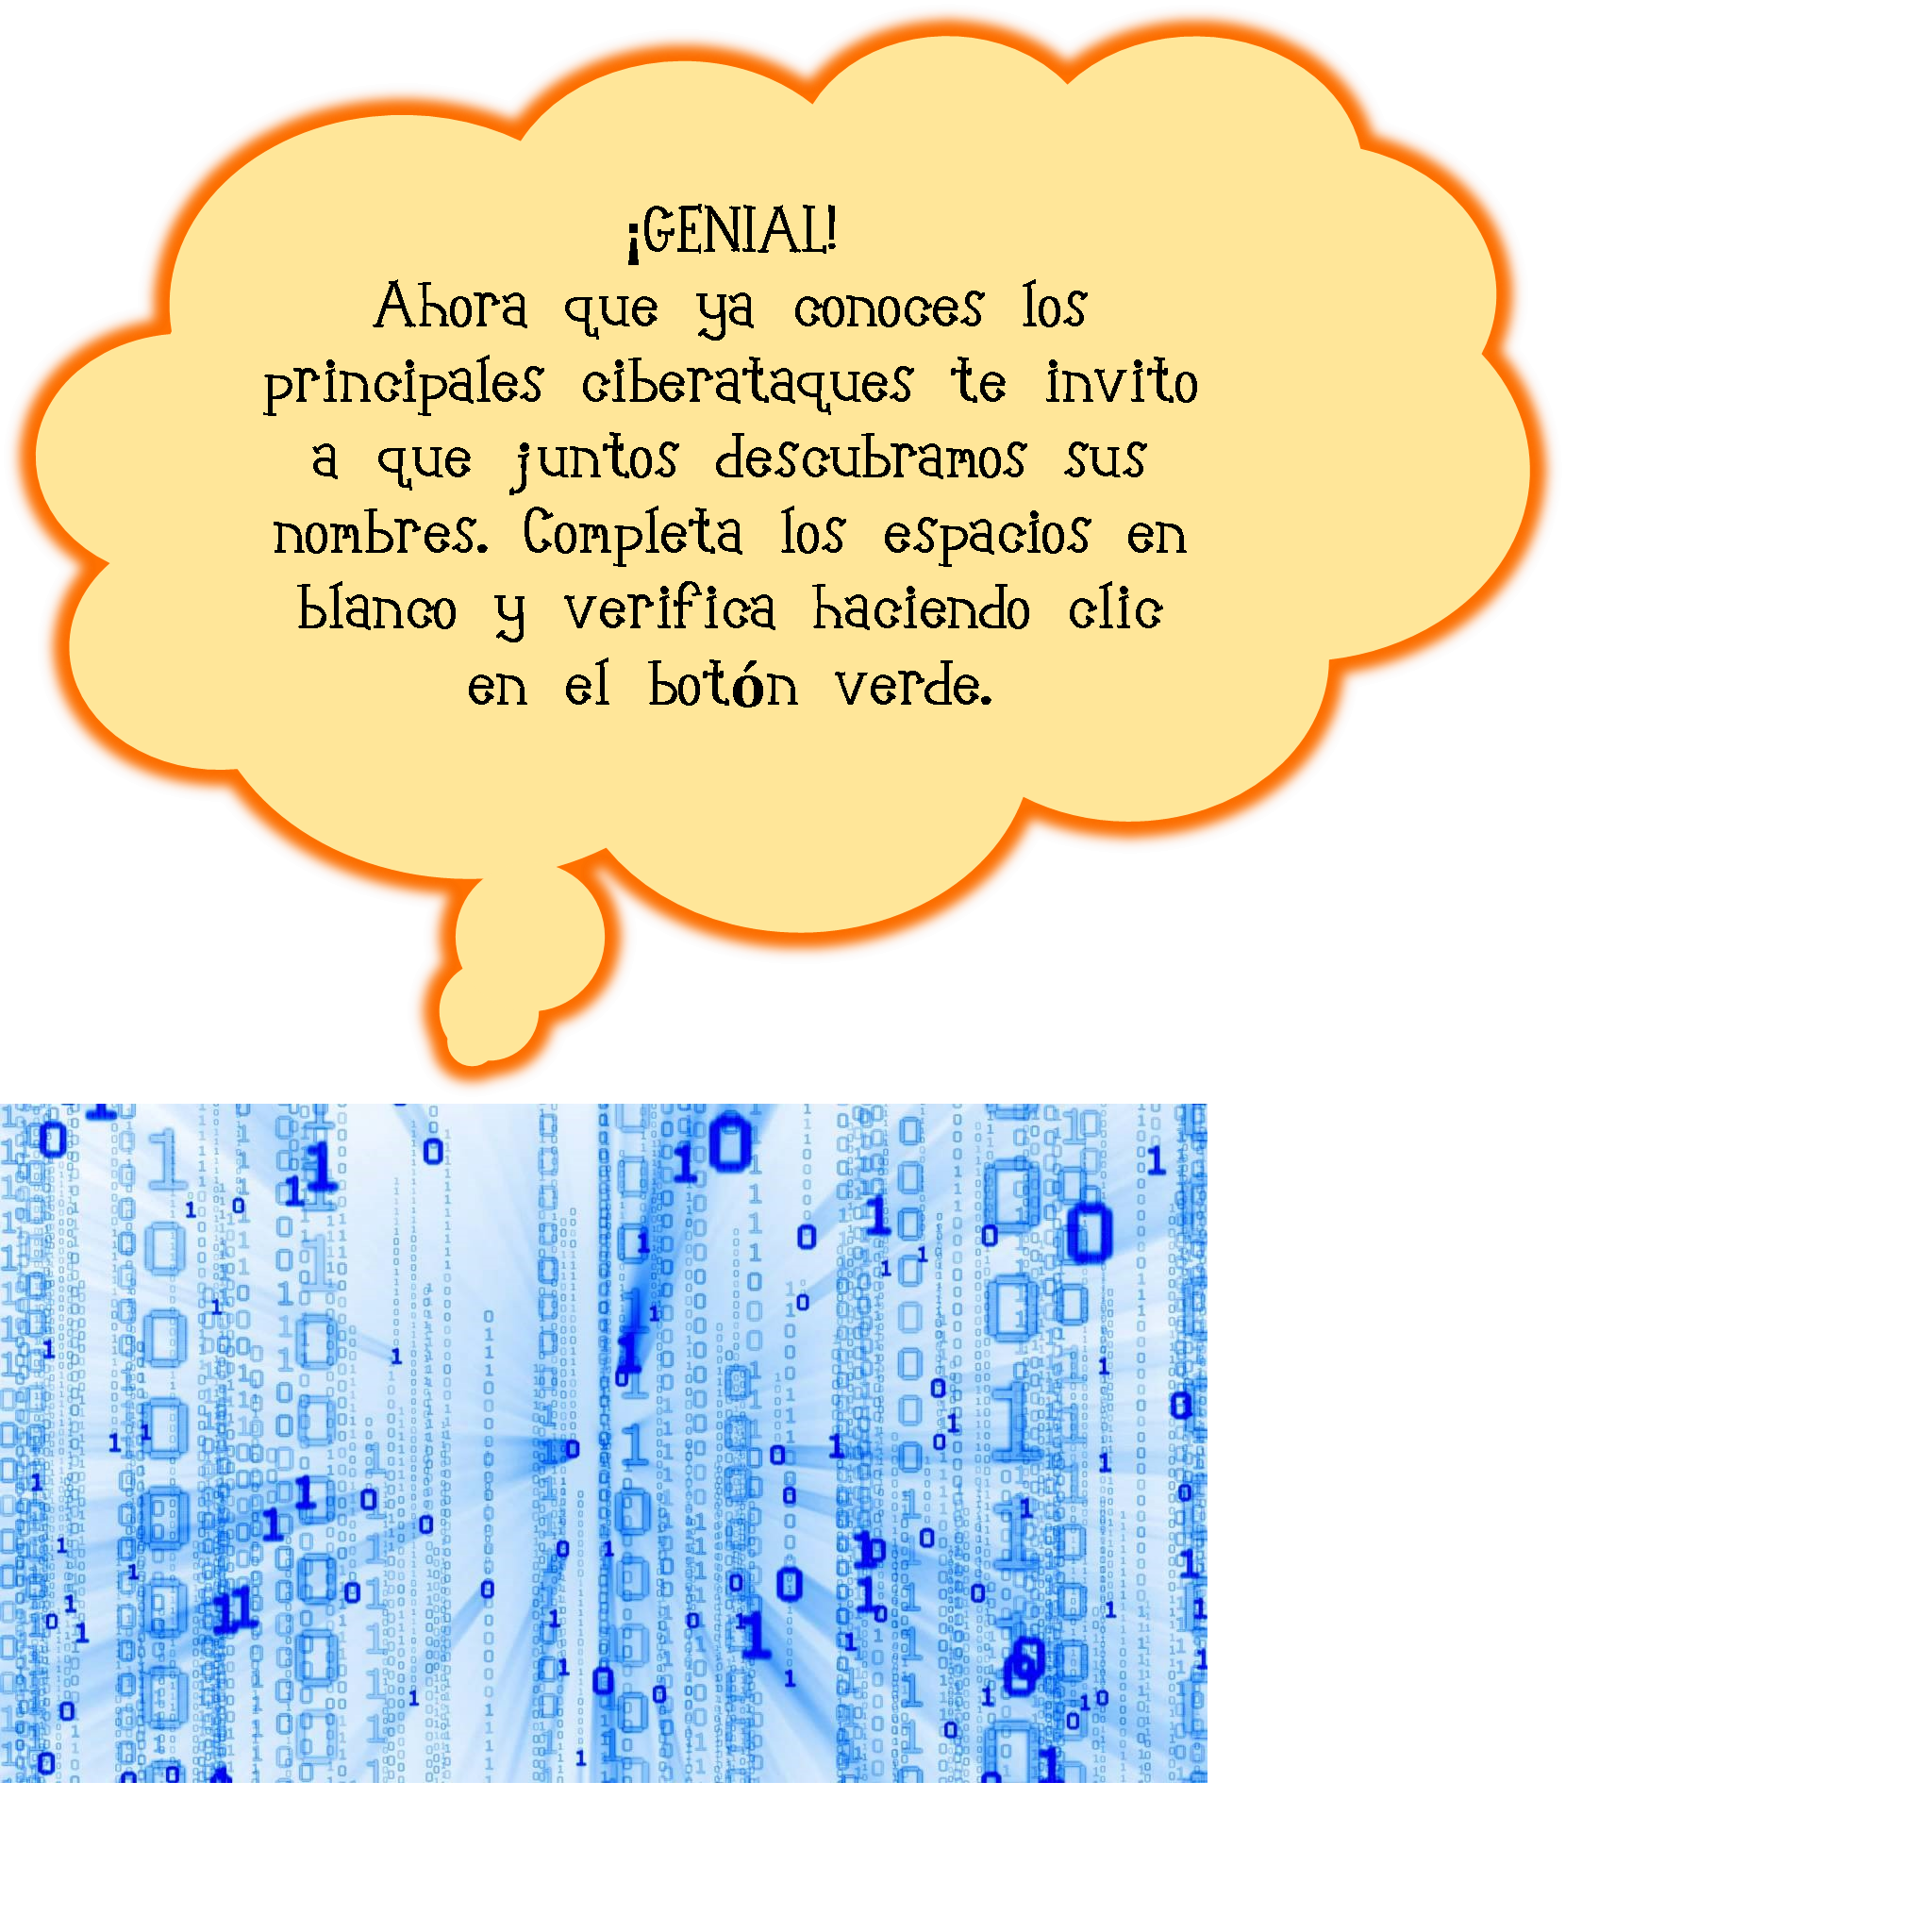 ¡GENIAL!
Ahora que ya conoces los
principales ciberataques te invito
a que juntos descubramos sus
nombres. Completa los espacios en
blanco y verifica haciendo clic
en el botón verde.